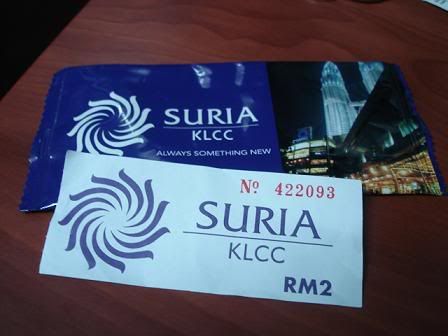 SURIA
KLCC
ALWAYS SOMETHING NEW
Nº 422093
SURIA
KLCC
RM2